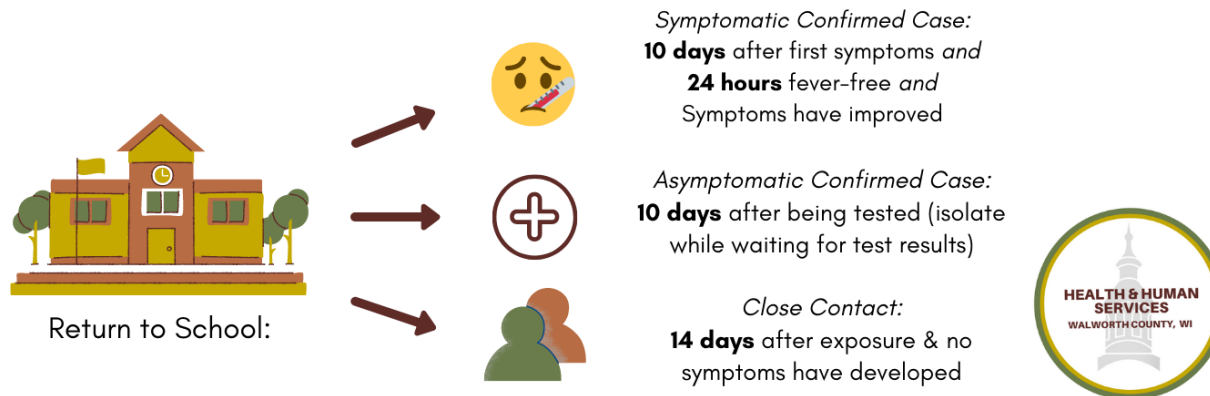 Symptomatic Confirmed Case:
10 days after first symptoms and
24 hours fever-free and
Symptoms have improved
Asymptomatic Confirmed Case:
10 days after being tested (isolate
while waiting for test results)
Close Contact:
14 days after exposure & no
symptoms have developed
Return to School:
HEALTH & HUMAN
SERVICES
WALWORTH COUNTY, WI